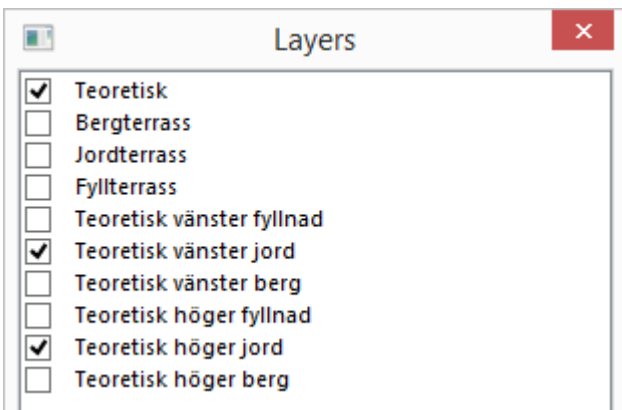 Layers
Teoretisk
Bergterrass
Jordterrass
Fyllterrass
Teoretisk vänster fyllnad
Teoretisk vänster jord
Teoretisk vänster berg
Teoretisk höger fyllnad
Teoretisk höger jord
Teoretisk höger berg